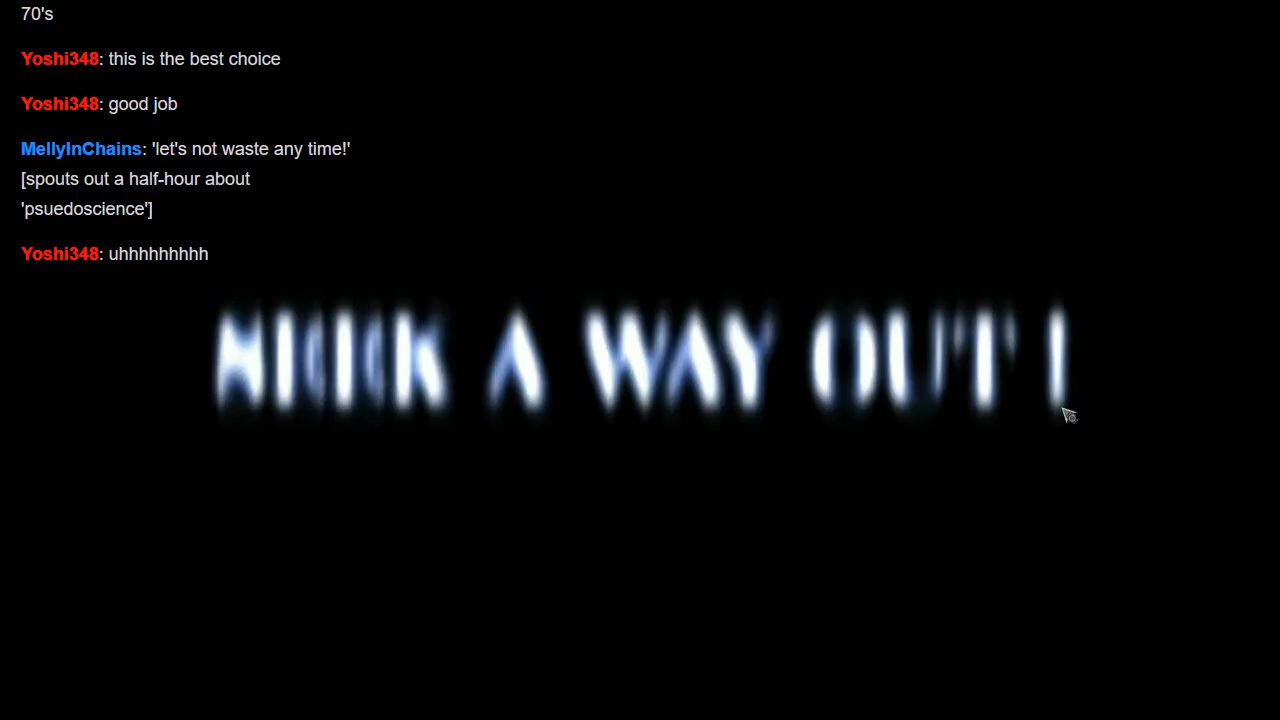 70's
Yoshi348: this is the best choice
Yoshi348: good job
MellyInChains: 'let's not waste any time!'
[spouts out a half-hour about
'psuedoscience']
Yoshi348: uhhhhhhhhh
A WAY OUT !